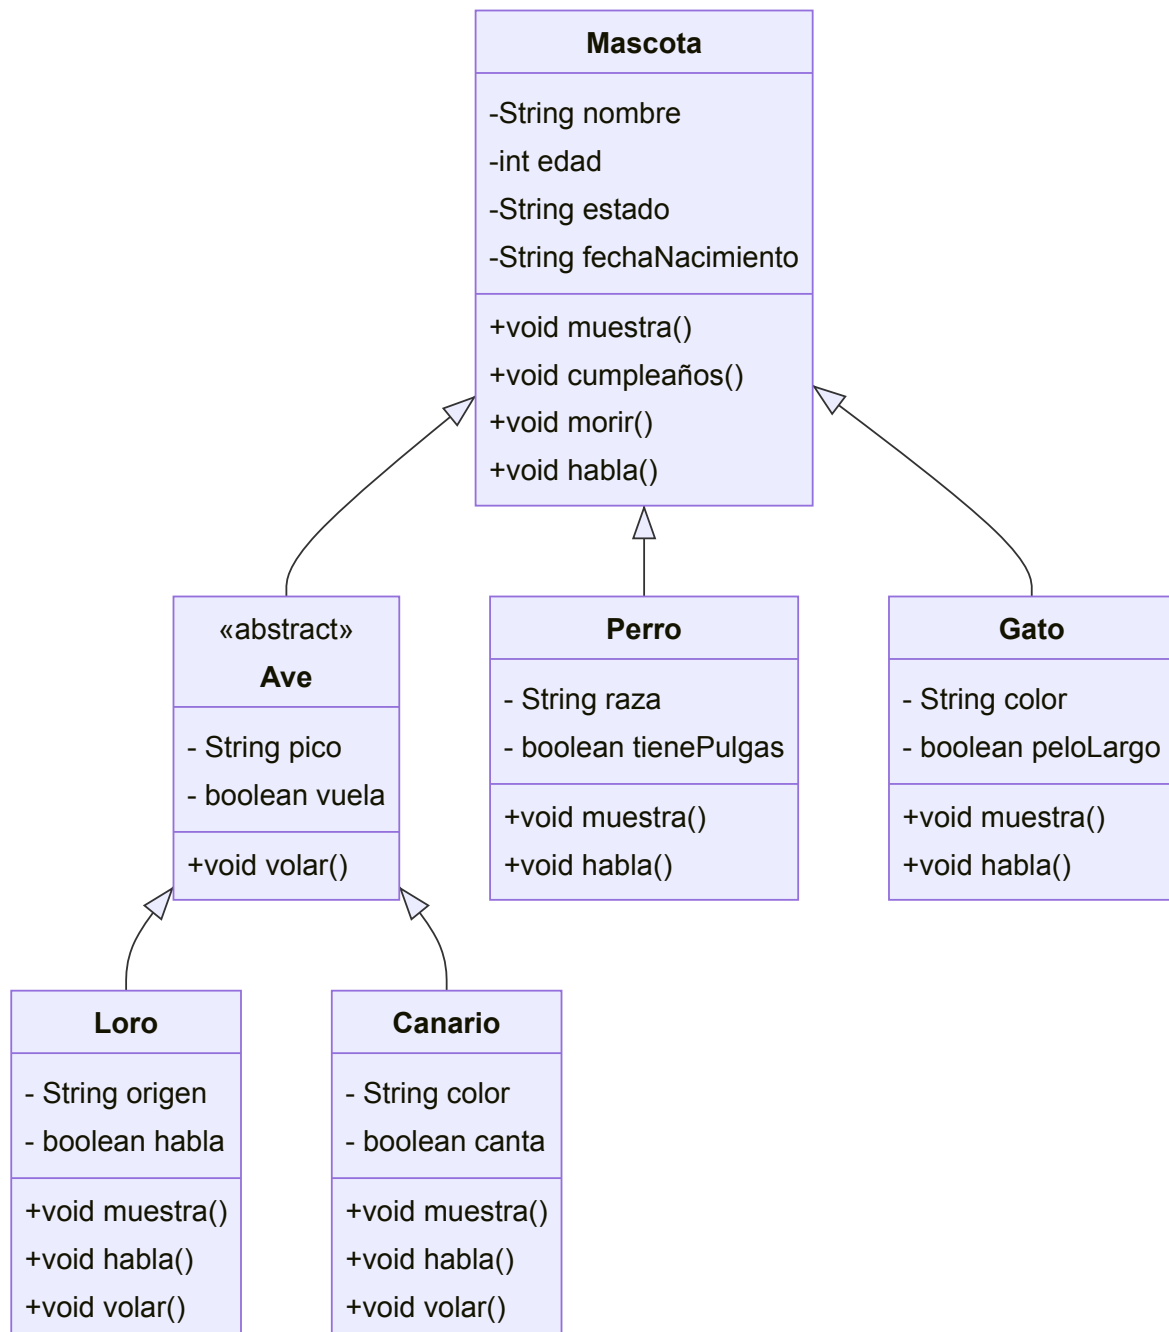 Mascota
-String nombre
-int edad
-String estado
-String fechaNacimiento
+void muestra()
+void cumpleaños()
+void morir()
+void habla()
«abstract»
Ave
- String pico
- boolean vuela
+void volar()
Perro
- String raza
- boolean tienePulgas
+void muestra()
+void habla()
Gato
- String color
- boolean peloLargo
+void muestra()
+void habla()
Loro
- String origen
- boolean habla
+void muestra()
+void habla()
+void volar()
Canario
- String color
- boolean canta
+void muestra()
+void habla()
+void volar()